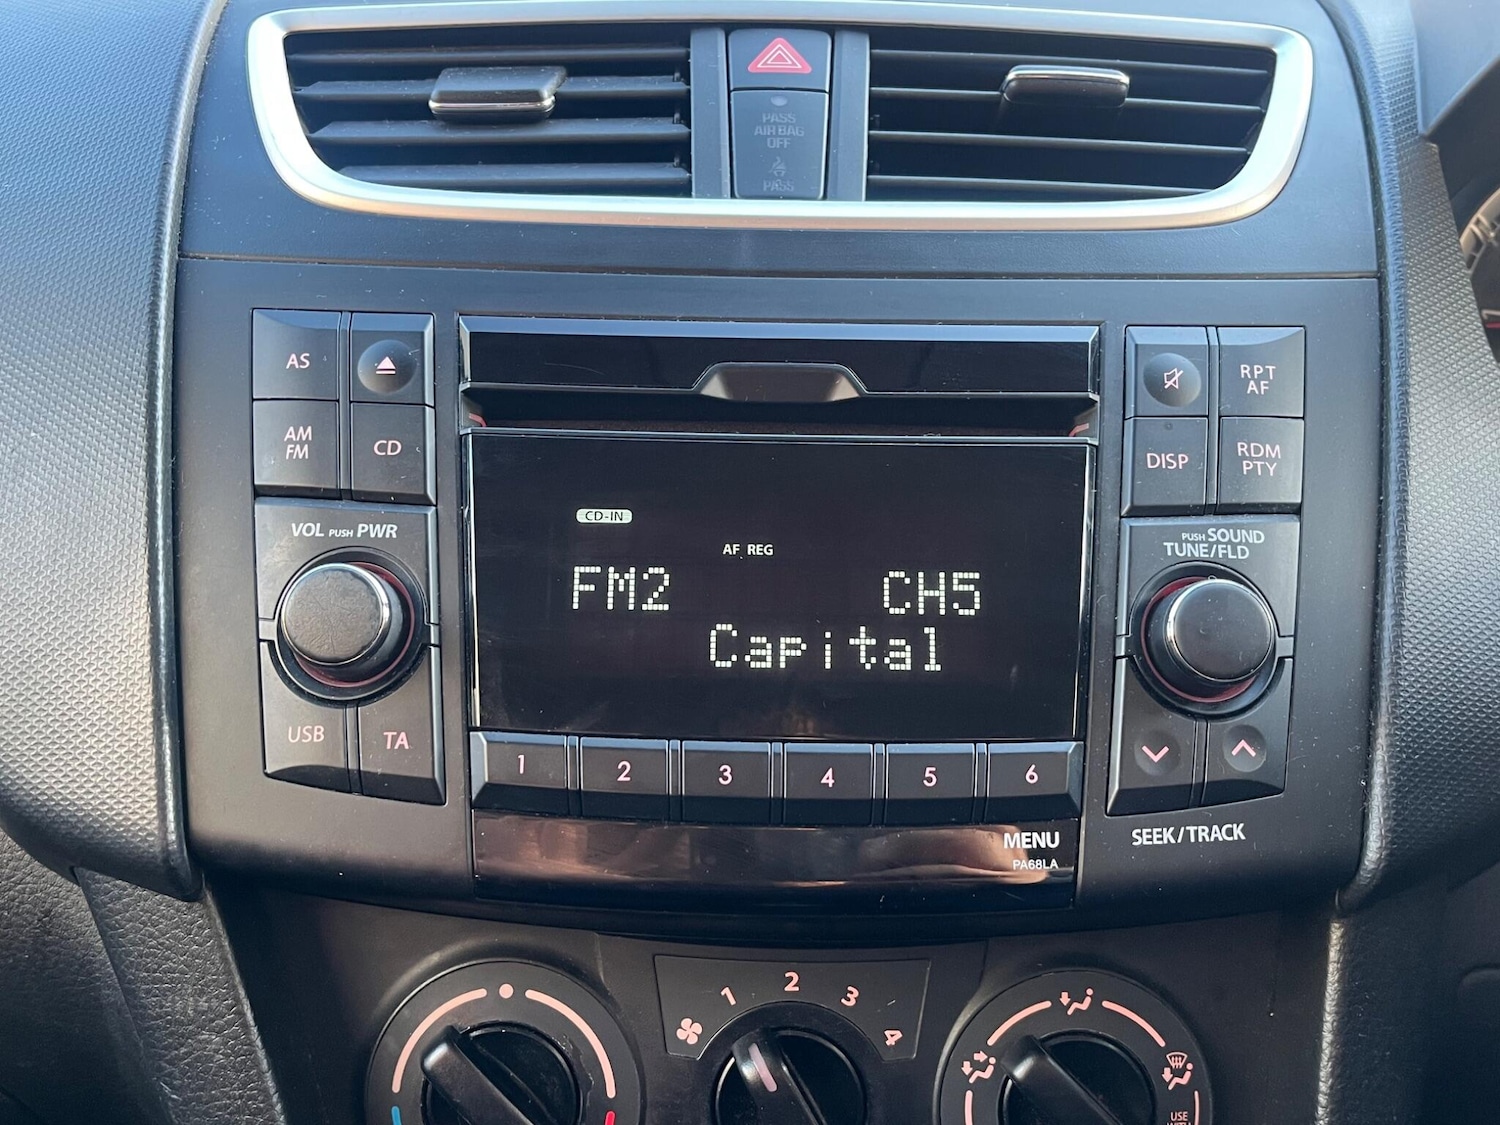 PASS
AIR BAG
OFF
PASS
AS
AM
FM
CD
VOL PUSH PWR
USB
TA
CD-IN
AF REG
FM2 CH5
Capital
1 2 3 4 5 6
MENU
PA68LA
RPT
AF
DISP
RDM
PTY
PUSH SOUND
TUNE/FLD
SEEK/TRACK
1 2 3 4
USE
WITH